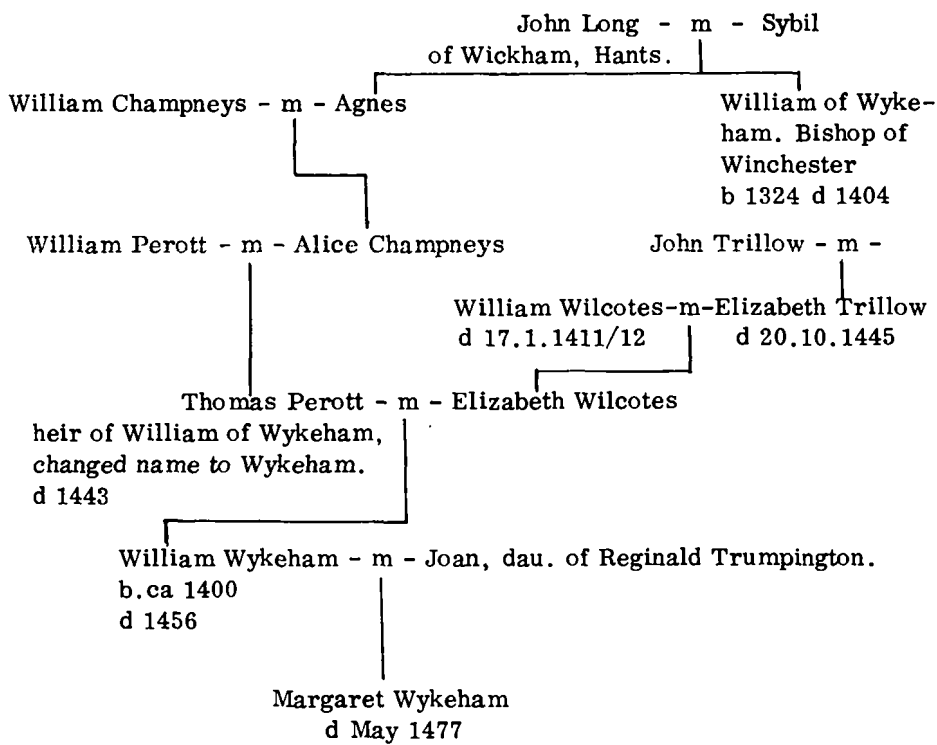 John Long - m - Sybil
of Wickham, Hants.
William Champneys - m - Agnes
William of Wyke-
ham. Bishop of
Winchester
b 1324 d 1404
William Perott - m - Alice Champneys
John Trillow - m -
William Wilcotes-m-Elizabeth Trillow
d 17.1.1411/12 d 20.10.1445
Thomas Perott - m - Elizabeth Wilcotes
heir of William of Wykeham,
changed name to Wykeham.
d 1443
William Wykeham - m - Joan, dau. of Reginald Trumpington.
b.ca 1400
d 1456
Margaret Wykeham
d May 1477